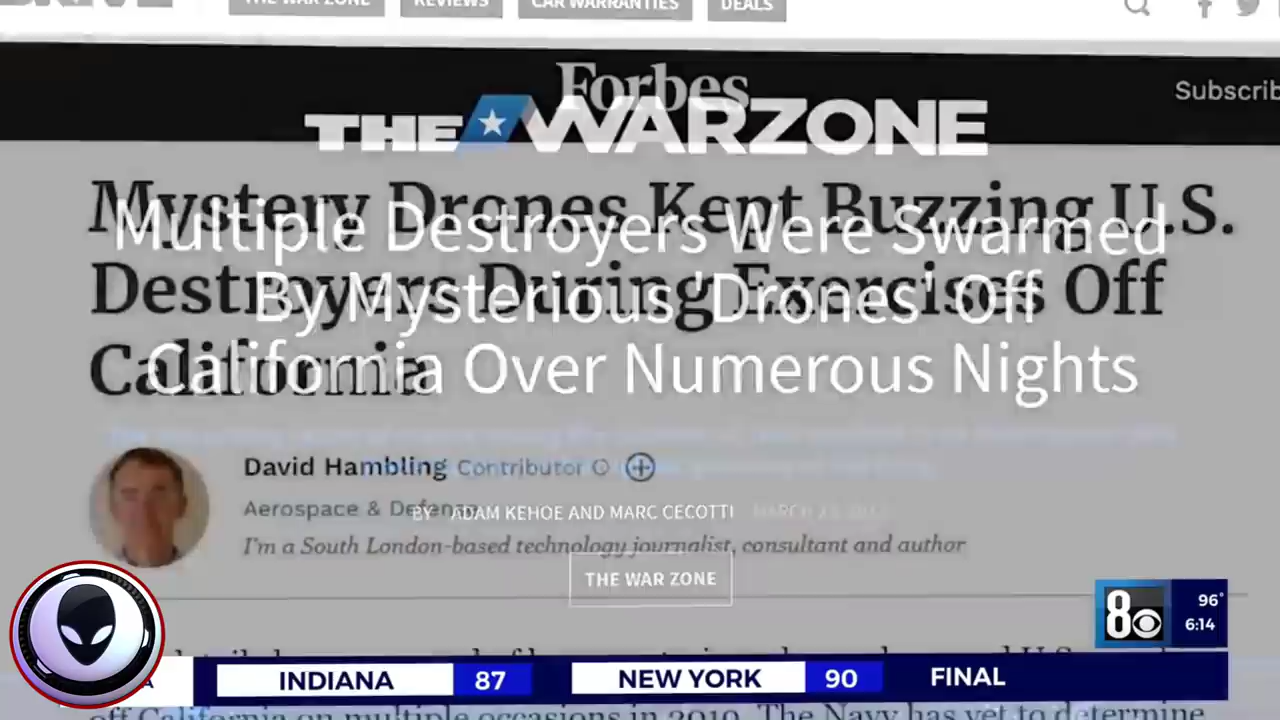 THE WAR ZONE
REVIEWS
CAR WARRANTIES
DEALS
Forbes
Subscrib
THE WARZONE
Mystery Drones Kept Buzzing U.S.
Destroyers During Exercises Off
California
Multiple Destroyers Were Swarmed
By Mysterious 'Drones' Off
California Over Numerous Nights
David Hambling Contributor
Aerospace & Defense
BY ADAM KEHOE AND MARC CECOTTI
I'm a South London-based technology journalist, consultant and author
THE WAR ZONE
8
96°
6:14
INDIANA 87 NEW YORK 90 FINAL
off California on multiple occasions in 2019. The Navy has yet to determine